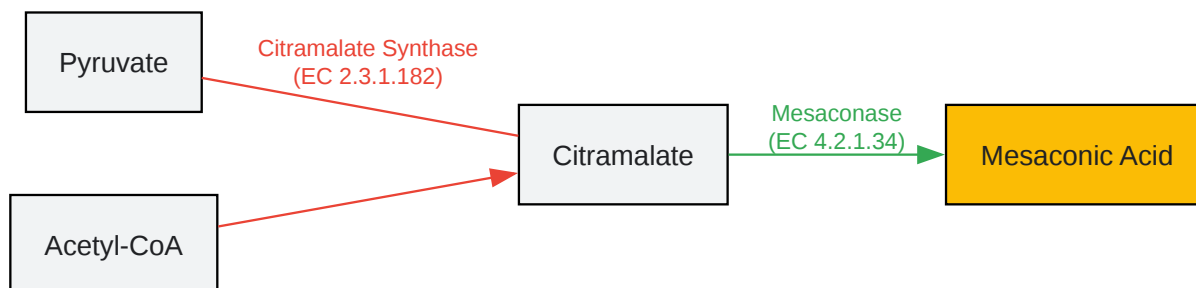 Pyruvate
Citramalate Synthase
(EC 2.3.1.182)
Acetyl-CoA
Citramalate
Mesaconase
(EC 4.2.1.34)
Mesaconic Acid